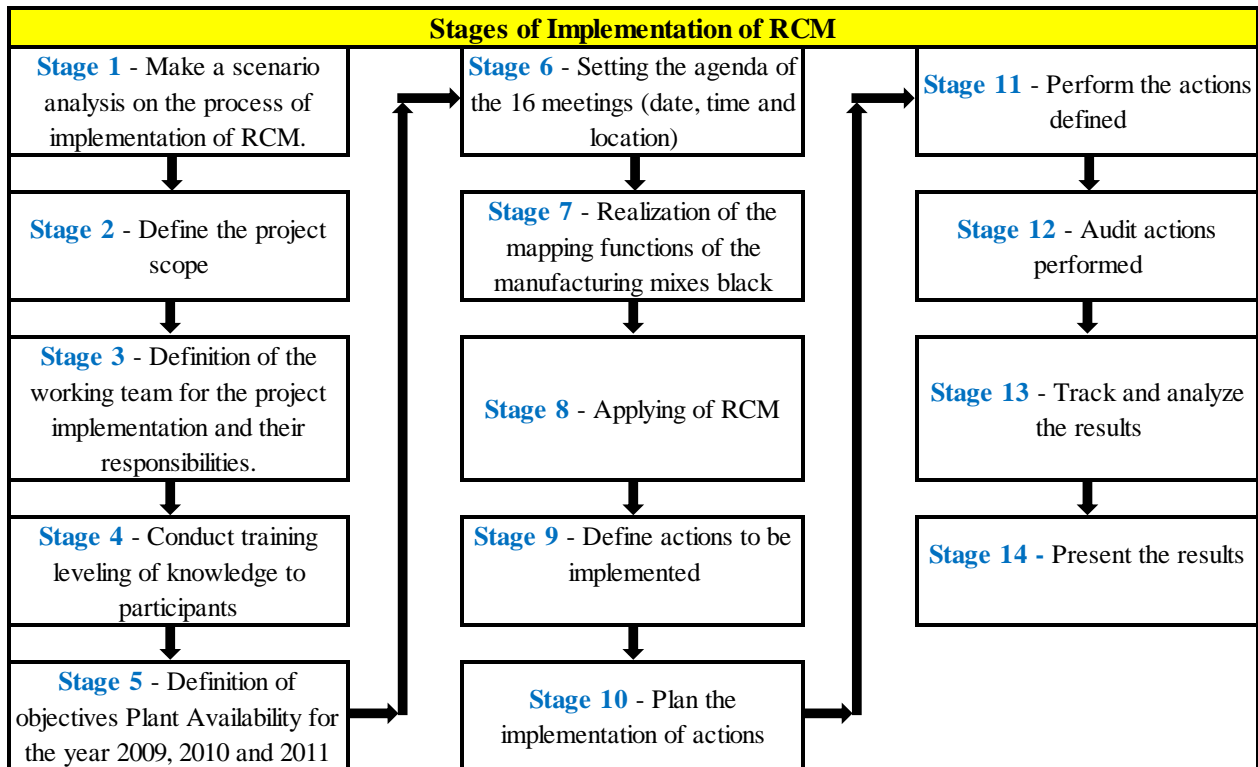 Stages of Implementation of RCM
Stage 1 - Make a scenario
analysis on the process of
implementation of RCM.
Stage 2 - Define the project
scope
Stage 3 - Definition of the
working team for the project
implementation and their
responsibilities.
Stage 4 - Conduct training
leveling of knowledge to
participants
Stage 5 - Definition of
objectives Plant Availability for
the year 2009, 2010 and 2011
Stage 6 - Setting the agenda of
the 16 meetings (date, time and
location)
Stage 7 - Realization of the
mapping functions of the
manufacturing mixes black
Stage 8 - Applying of RCM
Stage 9 - Define actions to be
implemented
Stage 10 - Plan the
implementation of actions
Stage 11 - Perform the actions
defined
Stage 12 - Audit actions
performed
Stage 13 - Track and analyze
the results
Stage 14 - Present the results